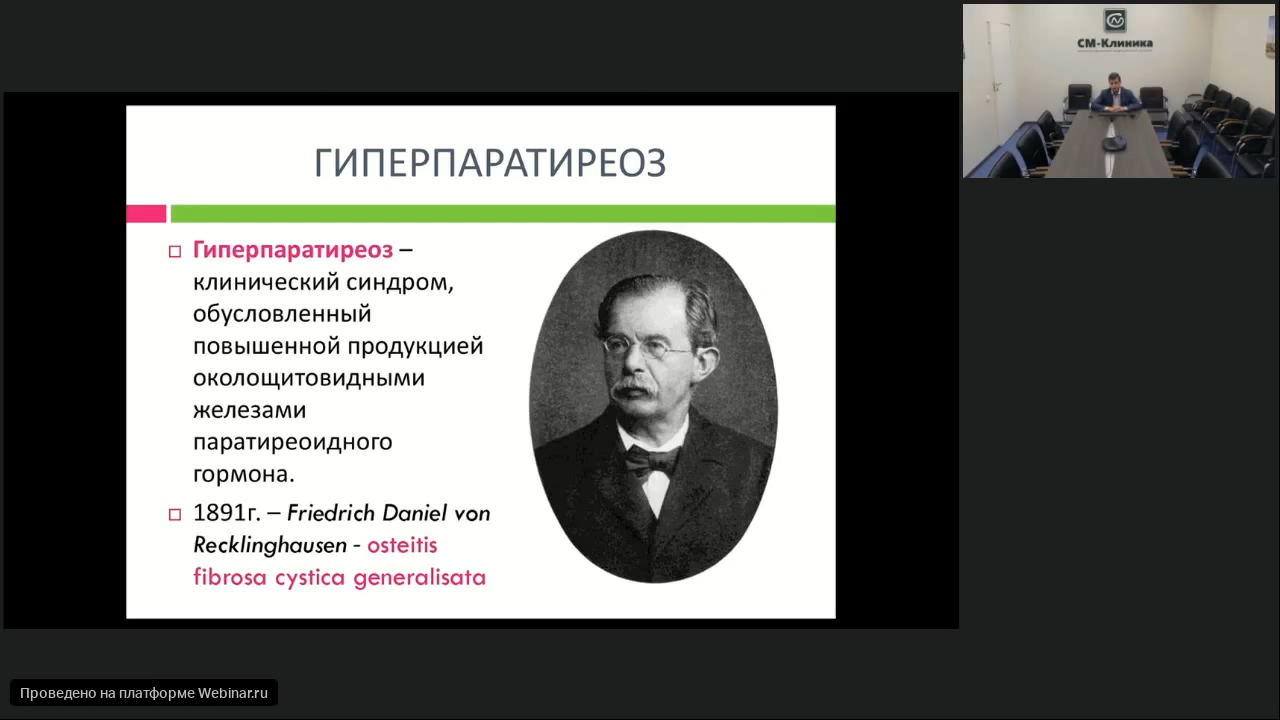 ГИПЕРПАРАТИРЕОЗ
Гиперпаратиреоз –
клинический синдром,
обусловленный
повышенной продукцией
околощитовидными
железами
паратиреоидного
гормона.
1891г. – Friedrich Daniel von
Recklinghausen - osteitis
fibrosa cystica generalisata
СМ-Клиника
Проведено на платформе Webinar.ru